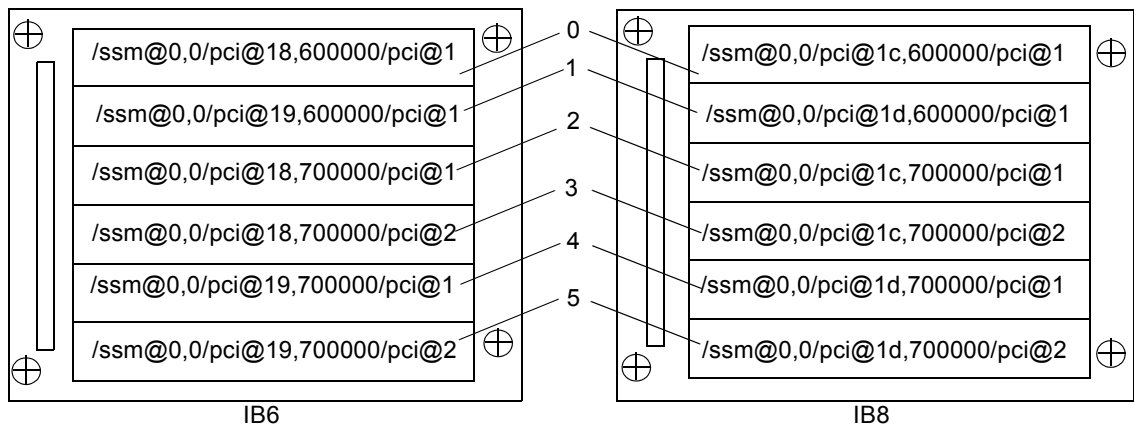 /ssm@0,0/pci@18,600000/pci@1
/ssm@0,0/pci@19,600000/pci@1
/ssm@0,0/pci@18,700000/pci@1
/ssm@0,0/pci@18,700000/pci@2
/ssm@0,0/pci@19,700000/pci@1
/ssm@0,0/pci@19,700000/pci@2
IB6
0
1
2
3
4
5
/ssm@0,0/pci@1c,600000/pci@1
/ssm@0,0/pci@1d,600000/pci@1
/ssm@0,0/pci@1c,700000/pci@1
/ssm@0,0/pci@1c,700000/pci@2
/ssm@0,0/pci@1d,700000/pci@1
/ssm@0,0/pci@1d,700000/pci@2
IB8